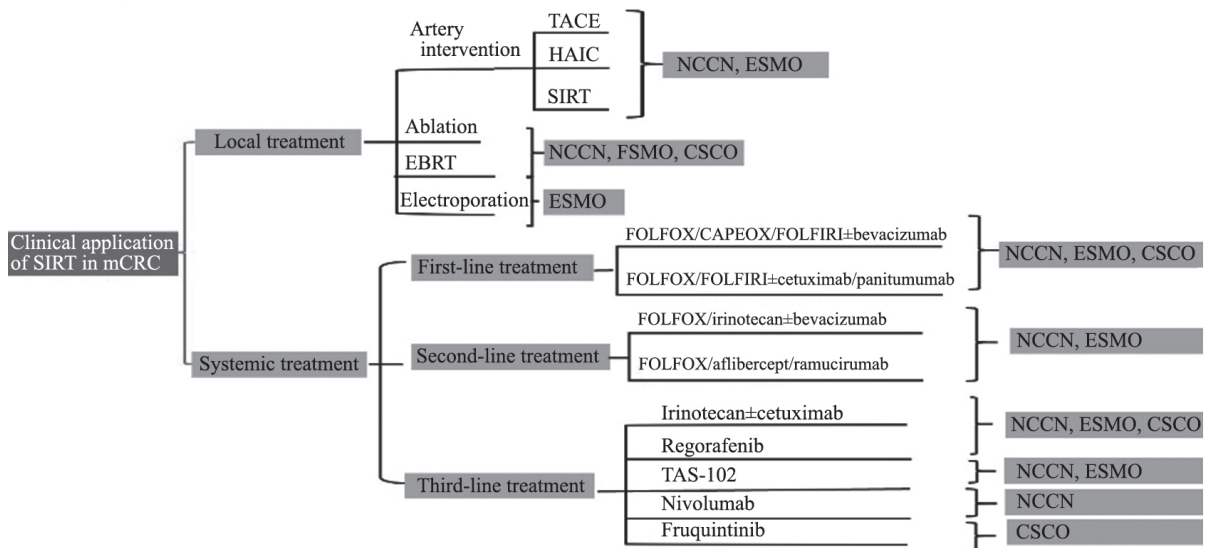 Clinical application
of SIRT in mCRC
Local treatment
Artery
intervention
TACE
HAIC
SIRT
NCCN, ESMO
Ablation
EBRT
NCCN, FSMO, CSCO
Electroporation
ESMO
Systemic treatment
First-line treatment
FOLFOX/CAPEOX/FOLFIRI±bevacizumab
FOLFOX/FOLFIRI±cetuximab/panitumumab
NCCN, ESMO, CSCO
Second-line treatment
FOLFOX/irinotecan±bevacizumab
FOLFOX/aflibercept/ramucirumab
NCCN, ESMO
Third-line treatment
Irinotecan±cetuximab
Regorafenib
NCCN, ESMO, CSCO
TAS-102
NCCN, ESMO
Nivolumab
NCCN
Fruquintinib
CSCO